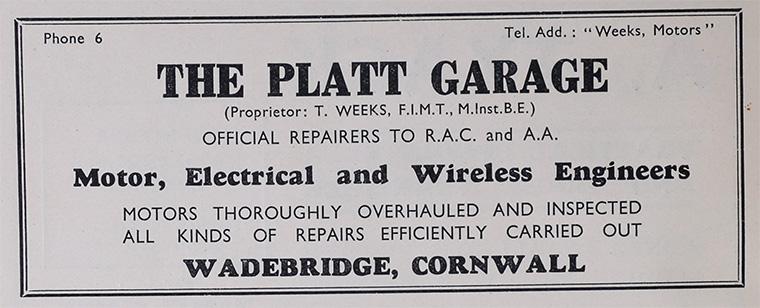 Phone 6 Tel. Add.: "Weeks, Motors"
THE PLATT GARAGE
(Proprietor: T. WEEKS, F.I.M.T., M.Inst.B.E.)
OFFICIAL REPAIRERS TO R.A.C. and A.A.
Motor, Electrical and Wireless Engineers
MOTORS THOROUGHLY OVERHAULED AND INSPECTED
ALL KINDS OF REPAIRS EFFICIENTLY CARRIED OUT
WADEBRIDGE, CORNWALL